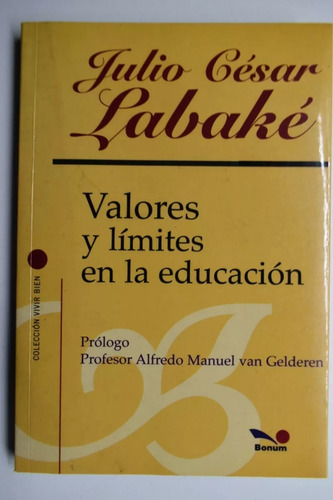 Julio César
Labaké
Valores
y límites
en la educación
COLECCIÓN VIVIR BIEN
Prólogo
Profesor Alfredo Manuel van Gelderen
Bonum